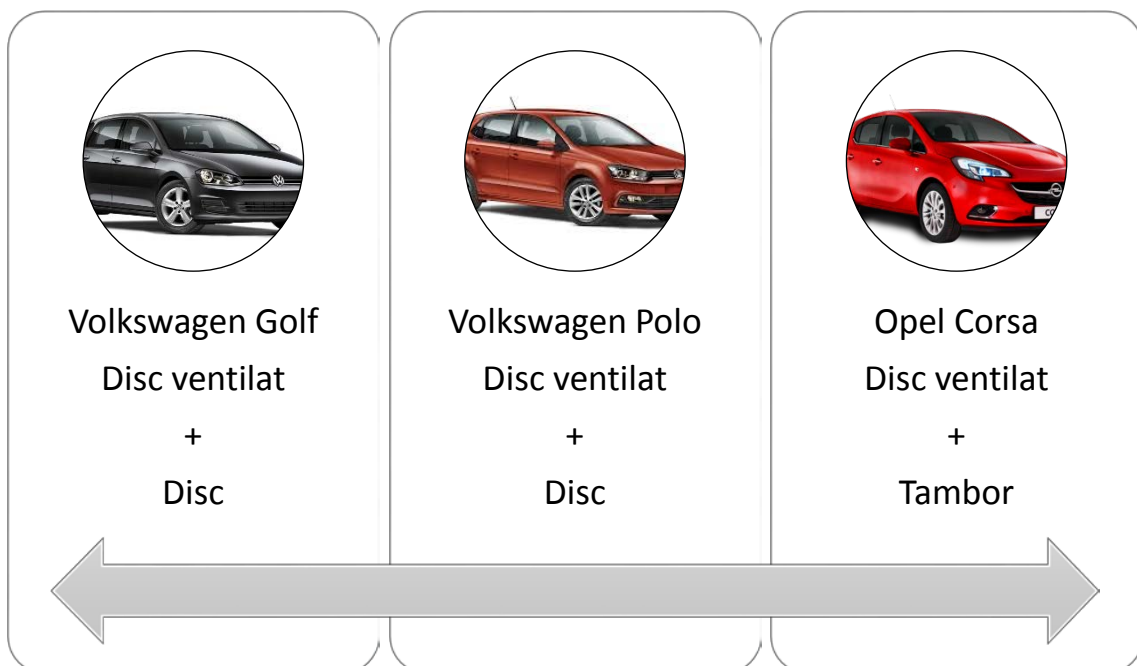 Volkswagen Golf
Disc ventilat
+
Disc
Volkswagen Polo
Disc ventilat
+
Disc
Opel Corsa
Disc ventilat
+
Tambor